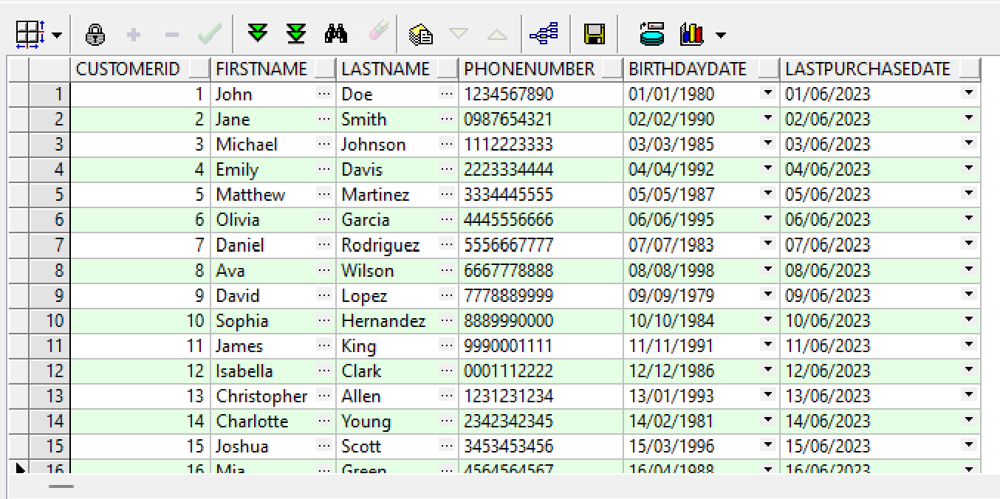 CUSTOMERID FIRSTNAME LASTNAME PHONENUMBER BIRTHDAYDATE LASTPURCHASEDATE
1 1 John ... Doe ... 1234567890 01/01/1980 01/06/2023
2 2 Jane ... Smith ... 0987654321 02/02/1990 02/06/2023
3 3 Michael ... Johnson ... 1112223333 03/03/1985 03/06/2023
4 4 Emily ... Davis ... 2223334444 04/04/1992 04/06/2023
5 5 Matthew ... Martinez ... 3334445555 05/05/1987 05/06/2023
6 6 Olivia ... Garcia ... 4445556666 06/06/1995 06/06/2023
7 7 Daniel ... Rodriguez ... 5556667777 07/07/1983 07/06/2023
8 8 Ava ... Wilson ... 6667778888 08/08/1998 08/06/2023
9 9 David ... Lopez ... 7778889999 09/09/1979 09/06/2023
10 10 Sophia ... Hernandez ... 8889990000 10/10/1984 10/06/2023
11 11 James ... King ... 9990001111 11/11/1991 11/06/2023
12 12 Isabella ... Clark ... 0001112222 12/12/1986 12/06/2023
13 13 Christopher ... Allen ... 1231231234 13/01/1993 13/06/2023
14 14 Charlotte ... Young ... 2342342345 14/02/1981 14/06/2023
15 15 Joshua ... Scott ... 3453453456 15/03/1996 15/06/2023
16 16 Mia ... Green ... 4564564567 16/04/1988 16/06/2023